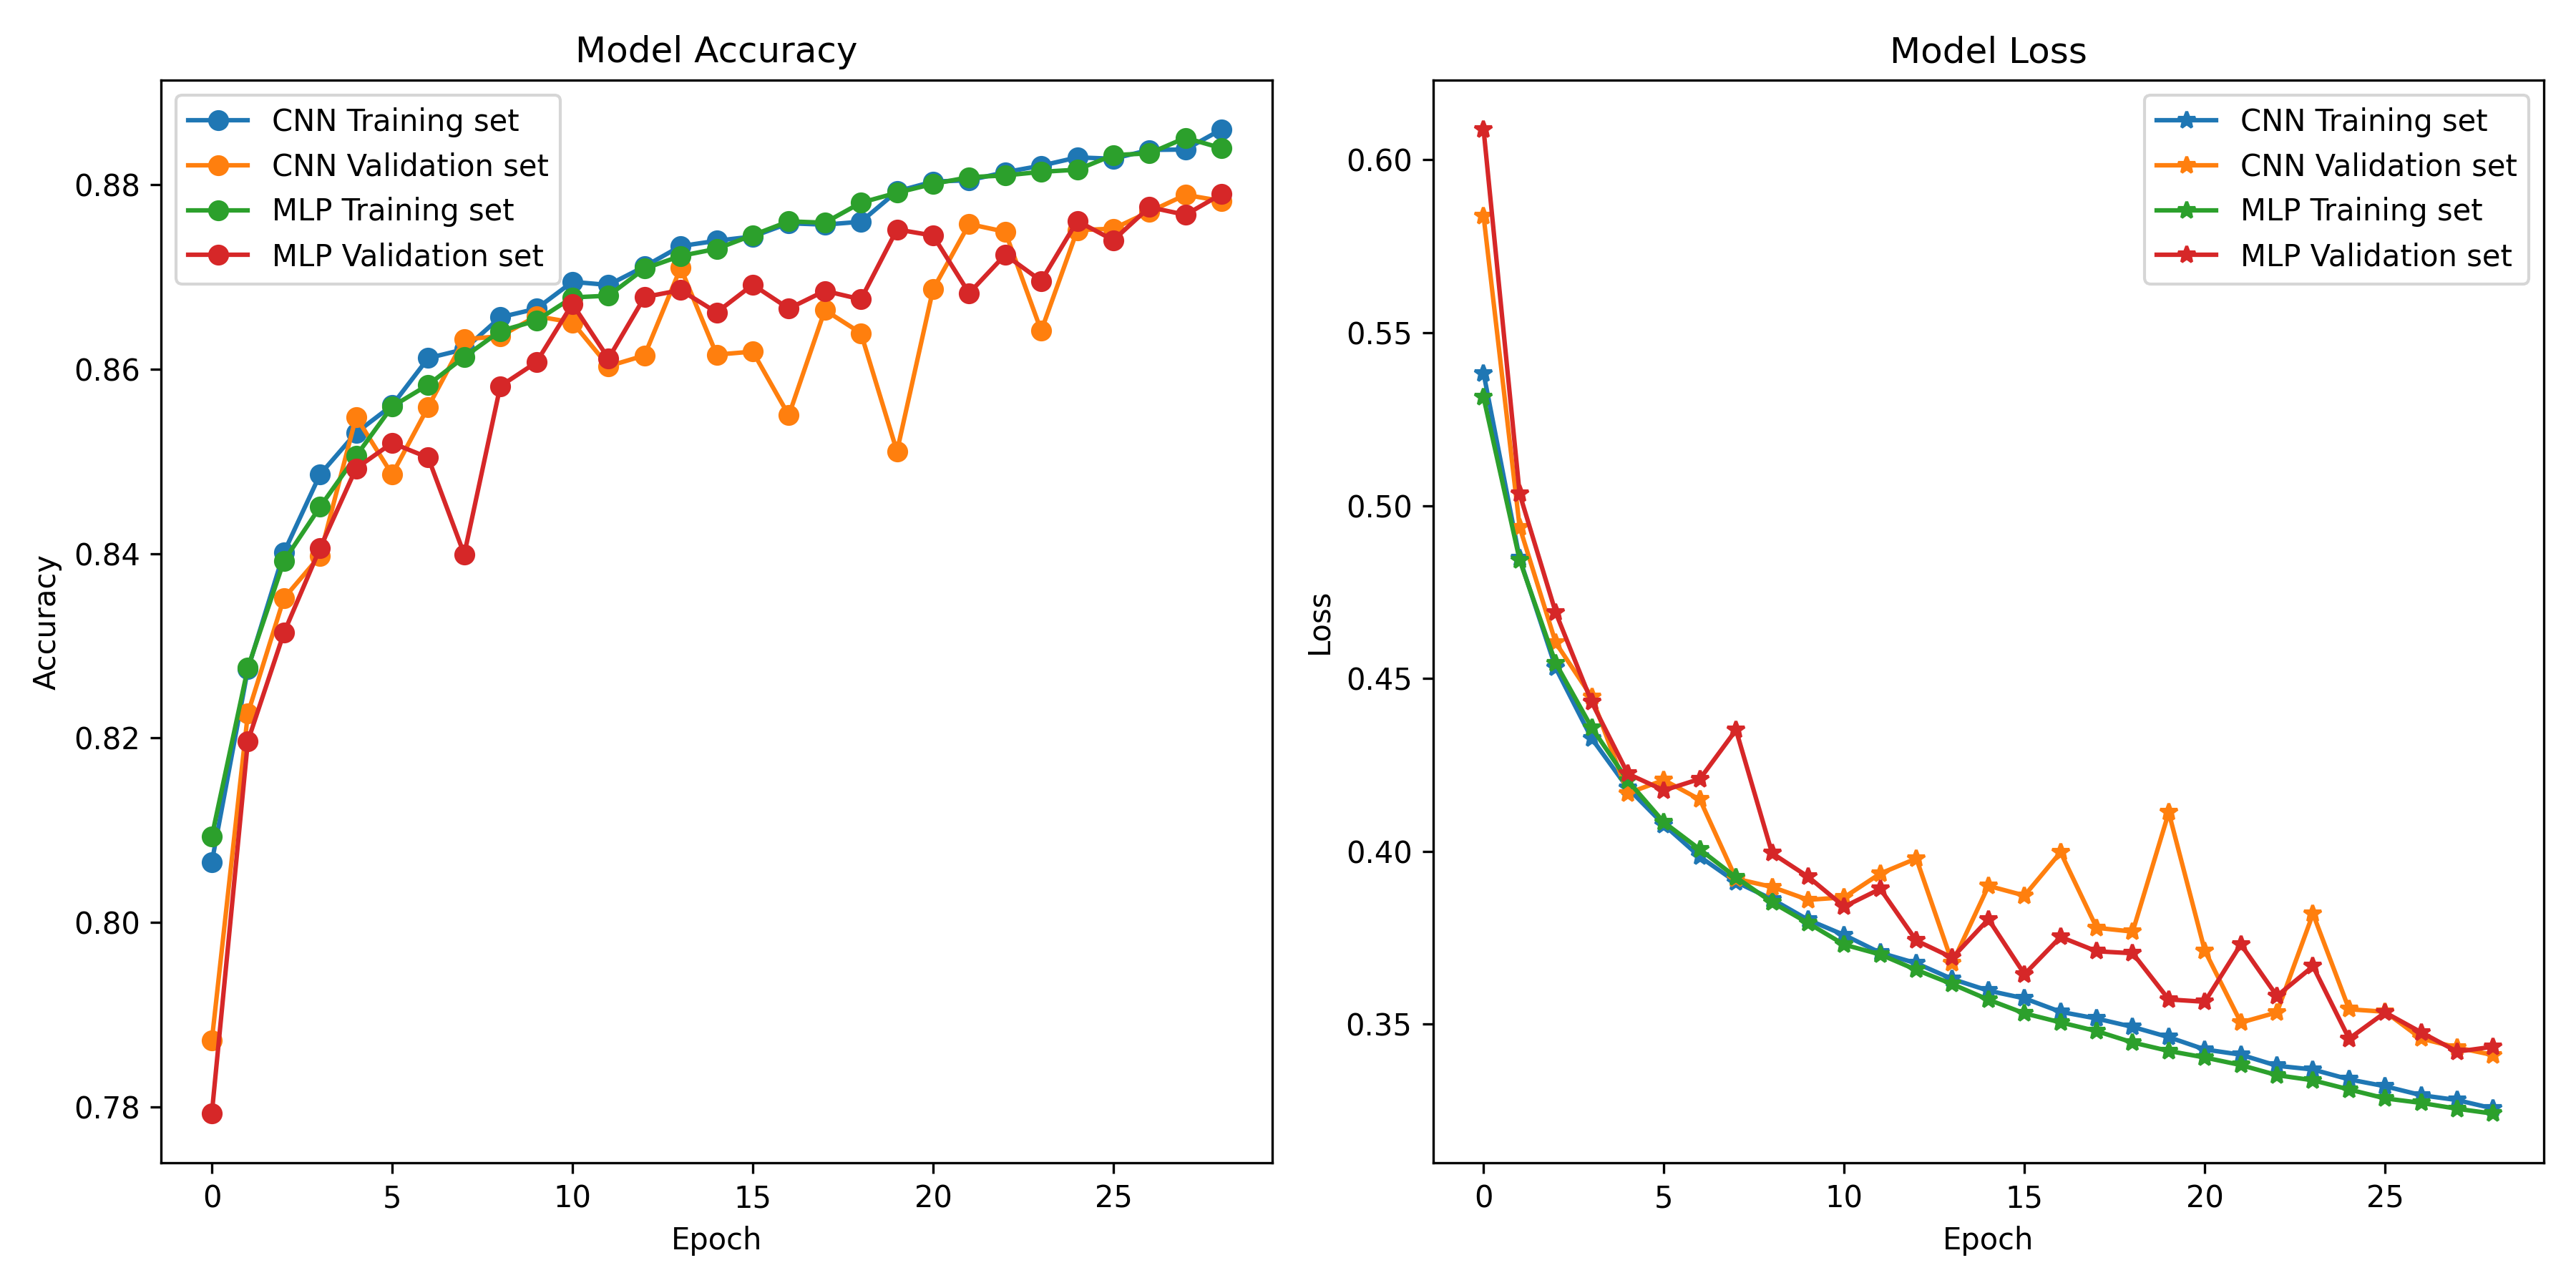 Model Accuracy
CNN Training set
CNN Validation set
MLP Training set
MLP Validation set
0.88
0.86
0.84
0.82
0.80
0.78
Accuracy
0 5 10 15 20 25
Epoch
Model Loss
CNN Training set
CNN Validation set
MLP Training set
MLP Validation set
0.60
0.55
0.50
0.45
0.40
0.35
Loss
0 5 10 15 20 25
Epoch